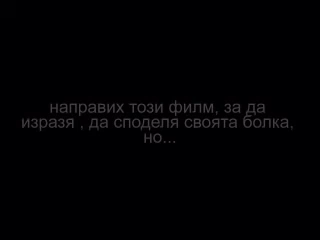 направих този филм, за да
изразя , да споделя своята болка,
но...